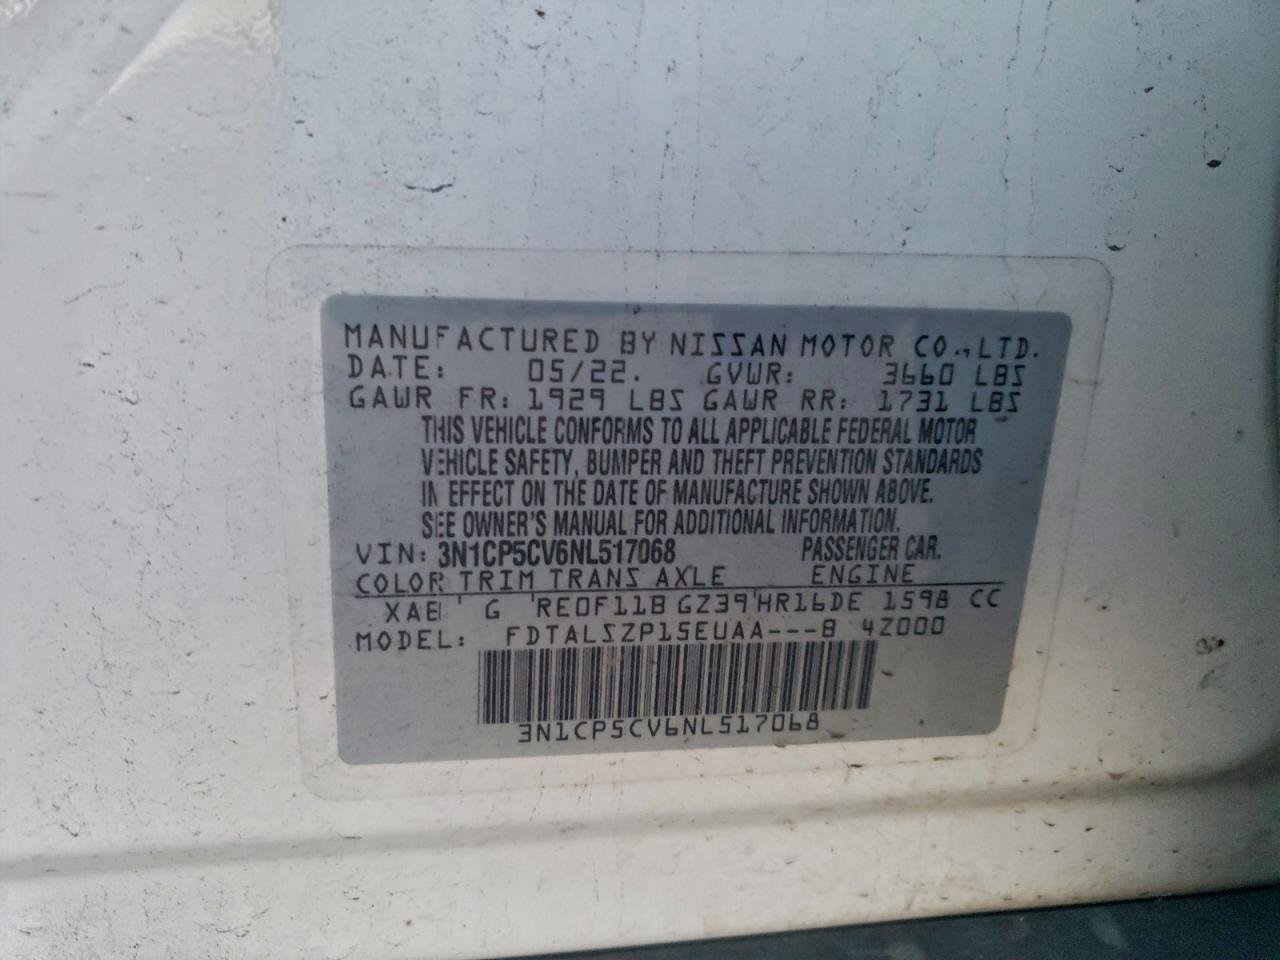 MANUFACTURED BY NISSAN MOTOR CO.,LTD.
DATE: 05/22. GVWR: 3660 LBS
GAWR FR: 1929 LBS GAWR RR: 1731 LBS
THIS VEHICLE CONFORMS TO ALL APPLICABLE FEDERAL MOTOR
VEHICLE SAFETY, BUMPER AND THEFT PREVENTION STANDARDS
IN EFFECT ON THE DATE OF MANUFACTURE SHOWN ABOVE.
SEE OWNER'S MANUAL FOR ADDITIONAL INFORMATION.
VIN: 3N1CP5CV6NL517068 PASSENGER CAR.
COLOR TRIM TRANS AXLE ENGINE
XAB G RE0F11B GZ39 HR16DE 1598 CC
MODEL: FDTALSZP15EUAA---B 4Z000
3N1CP5CV6NL517068